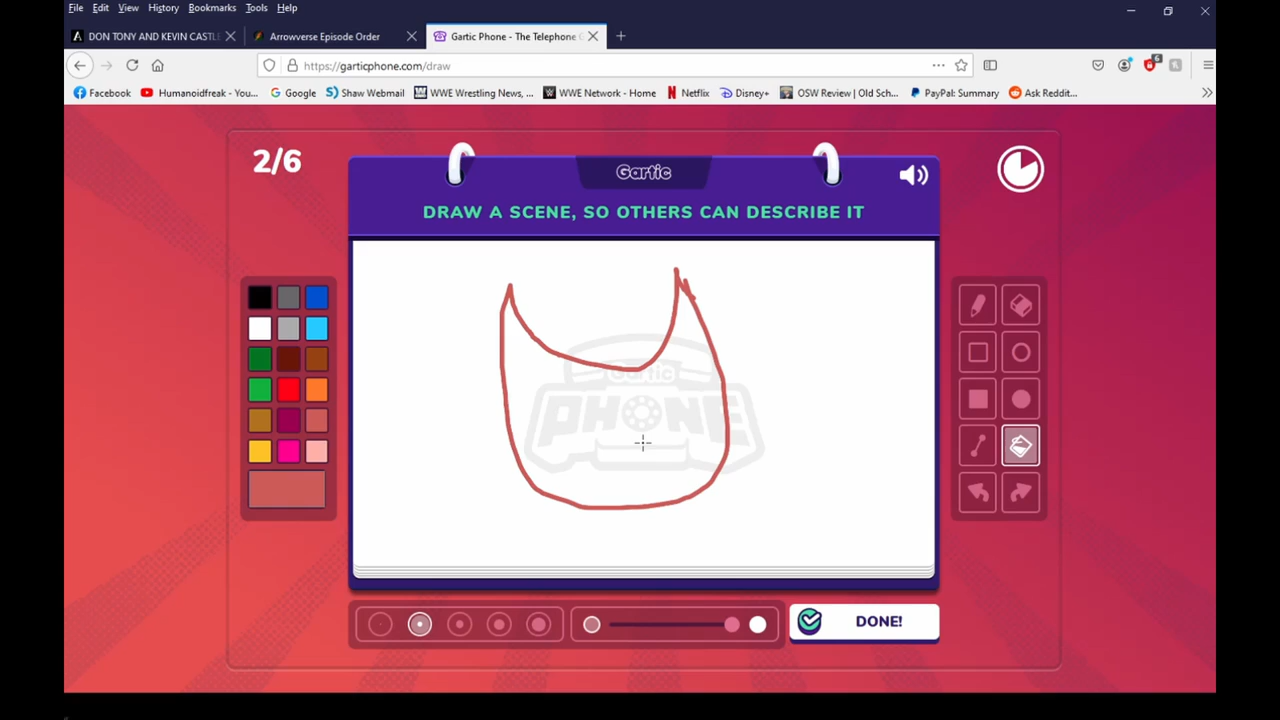 File Edit View History Bookmarks Tools Help
DON TONY AND KEVIN CASTL
Arrowverse Episode Order
Gartic Phone - The Telephone G
https://garticphone.com/draw
Facebook
Humanoidfreak - You...
Google
Shaw Webmail
WWE Wrestling News, ...
WWE Network - Home
Netflix
Disney+
OSW Review | Old Sch...
PayPal: Summary
Ask Reddit...
6
2/6
Gartic
DRAW A SCENE, SO OTHERS CAN DESCRIBE IT
Gartic
PHONE
DONE!